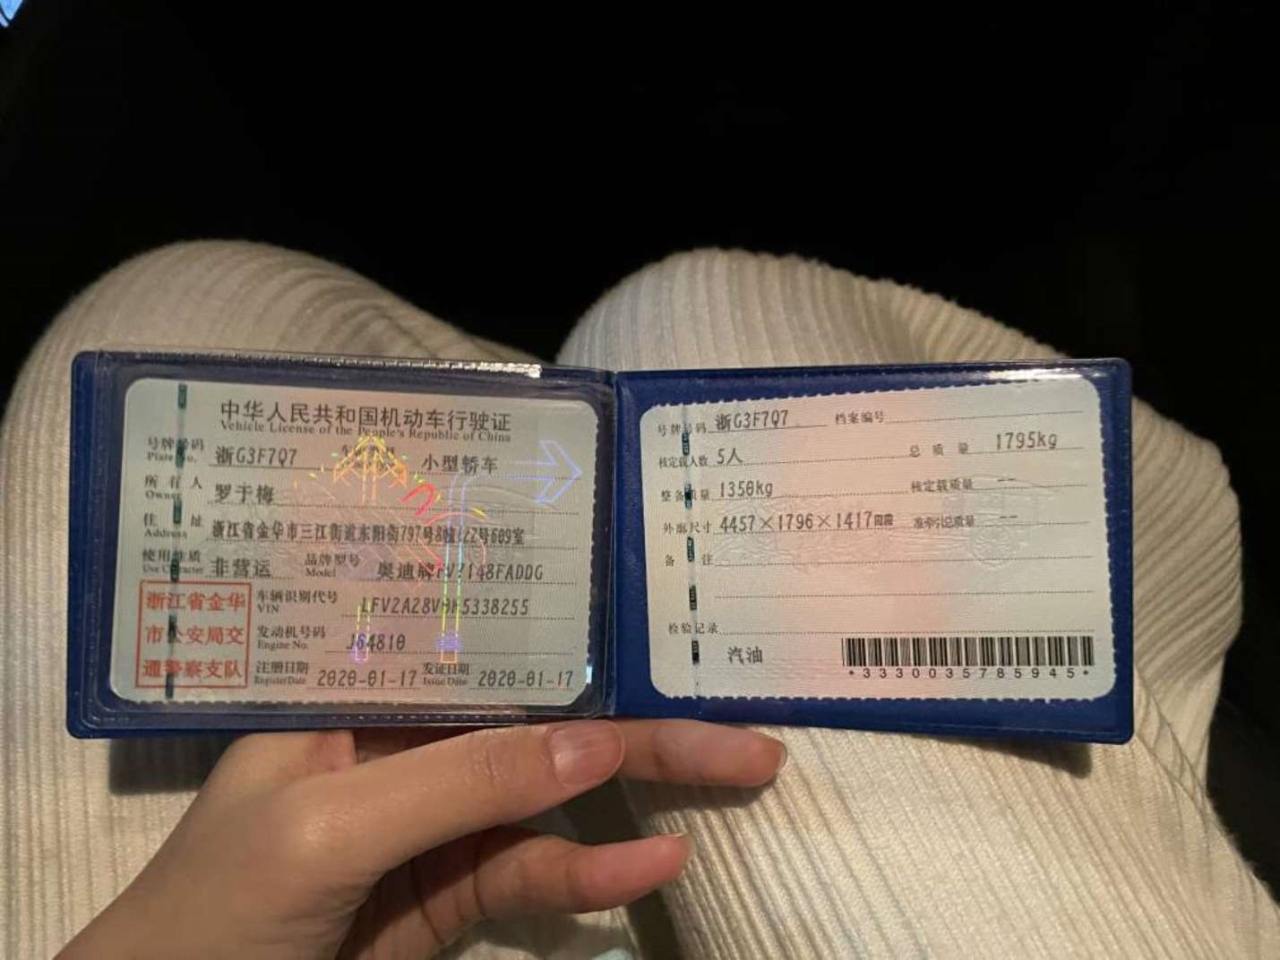 中华人民共和国机动车行驶证
Vehicle License of the People's Republic of China
号牌号码 浙G3F7Q7 小型轿车
Plate No.
所有人 罗于梅
Owner
住址 浙江省金华市三江街道东阳街797号
Address
使用性质 非营运 品牌型号 奥迪牌
Use Character Model
浙江省金华
市公安局交
通警察支队
车辆识别代号
VIN
发动机号码 J64810
Engine No.
注册日期 2020-01-17 发证日期 2020-01-17
Register Date Issue Date
号牌号码 浙G3F7Q7 档案编号
核定载人数 5人 总质量 1795kg
整备质量 1350kg 核定载质量 --
外廓尺寸 4457×1796×1417 准牵引总质量 --
备注
检验记录
汽油
*3330035785945*